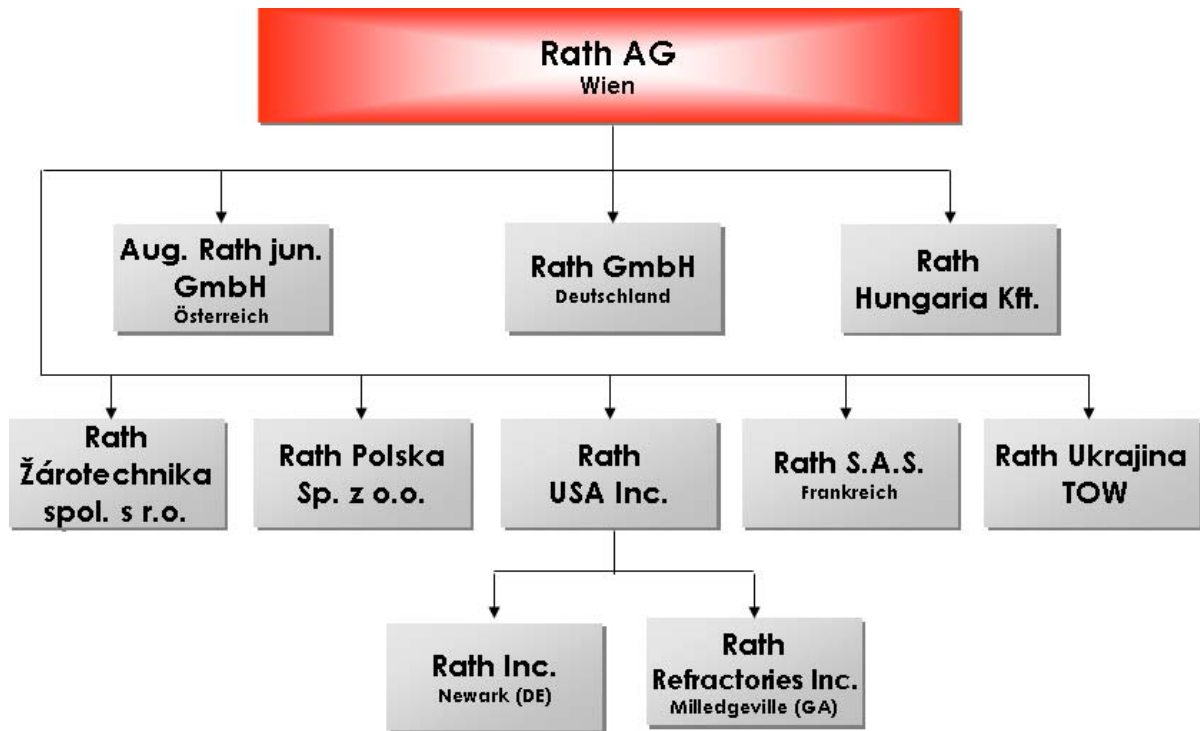 Rath AG
Wien
Aug. Rath jun.
GmbH
Österreich
Rath GmbH
Deutschland
Rath
Hungaria Kft.
Rath
Žárotechnika
spol. s r.o.
Rath Polska
Sp. z o.o.
Rath
USA Inc.
Rath S.A.S.
Frankreich
Rath Ukrajina
TOW
Rath Inc.
Newark (DE)
Rath
Refractories Inc.
Milledgeville (GA)